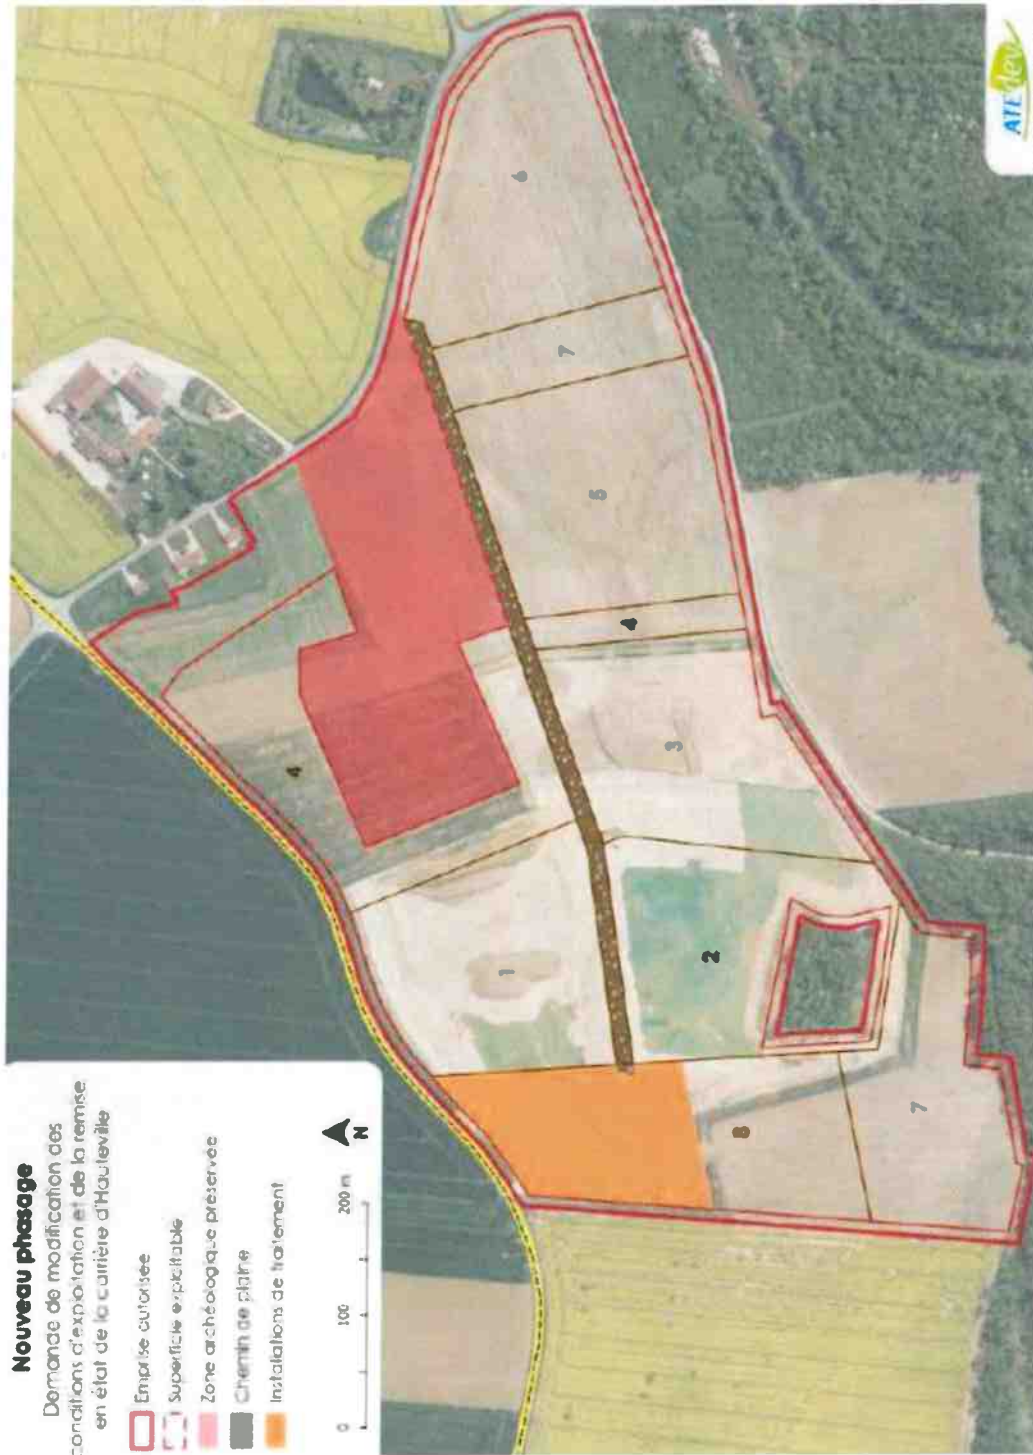 Nouveau phasage
Demande de modification des
conditions d'exploitation et de la remise
en état de la carrière d'Hauteville
Emprise autorisée
Superficie exploitable
Zone archéologique préservée
Chemin de plaine
Installations de traitement
0 100 200 m
N
1
2
3
4
4
5
6
7
7
8
ATE dev